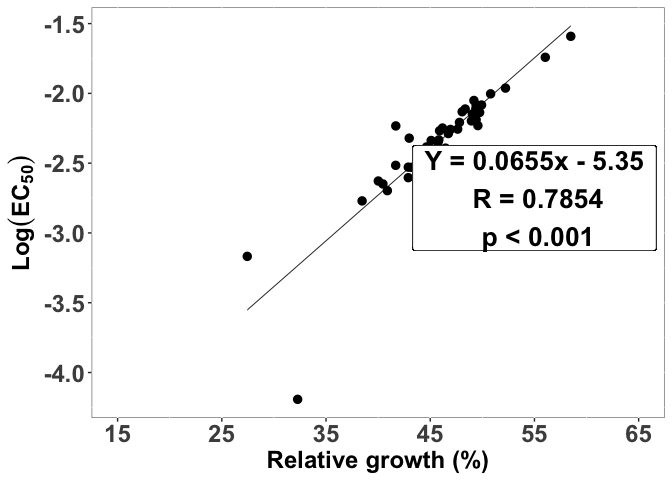 -1.5
-2.0
-2.5
-3.0
-3.5
-4.0
Log(EC50)
Y = 0.0655x - 5.35
R = 0.7854
p < 0.001
15 25 35 45 55 65
Relative growth (%)